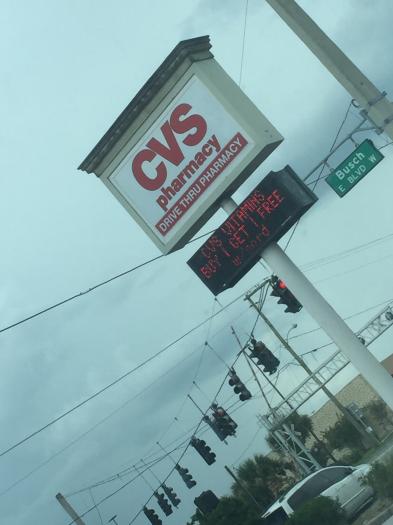 CVS
pharmacy
DRIVE THRU PHARMACY
CVS VITAMINS
BUY 1 GET 1 FREE
Busch
E BLVD W